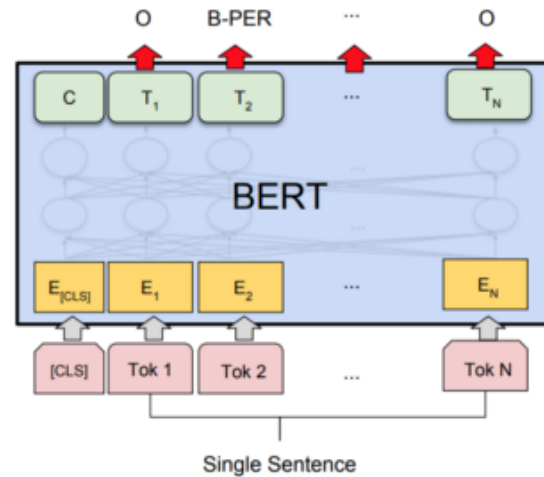 O B-PER ... O
C T1 T2 ... TN
...
BERT
...
E[CLS] E1 E2 ... EN
[CLS] Tok 1 Tok 2 ... Tok N
Single Sentence